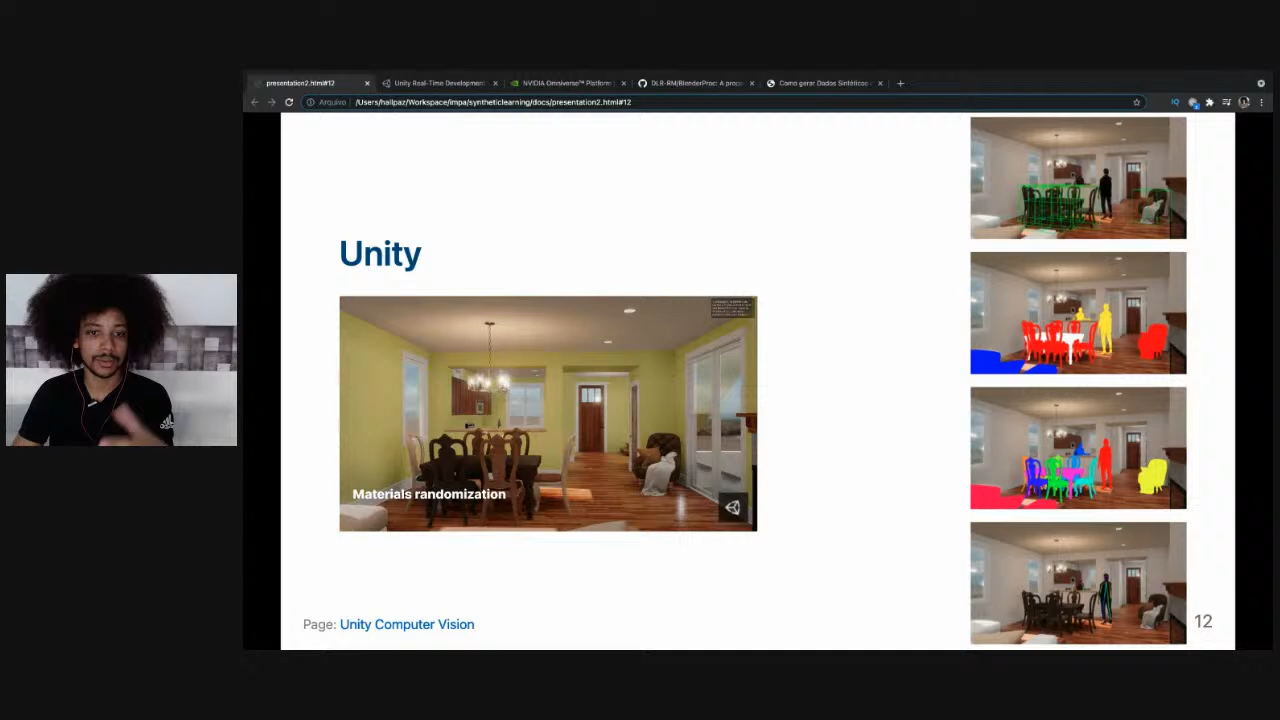 presentation2.html#12
Unity Real-Time Development
NVIDIA Omniverse™ Platform
DLR-RM/BlenderProc: A proce
Como gerar Dados Sintéticos
Arquivo /Users/hallpaz/Workspace/impa/syntheticlearning/docs/presentation2.html#12
Unity
Materials randomization
Page: Unity Computer Vision
12